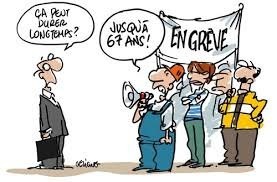 ÇA PEUT
DURER
LONGTEMPS?
JUSQU'À
67 ANS!
EN GRÈVE